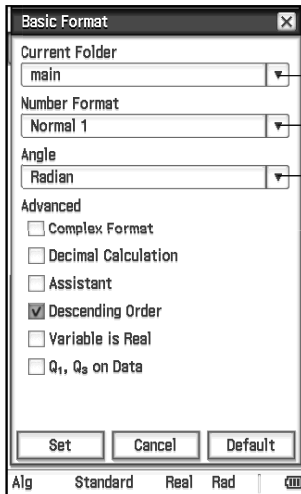 Basic Format
Current Folder
main
Number Format
Normal 1
Angle
Radian
Advanced
Complex Format
Decimal Calculation
Assistant
Descending Order
Variable is Real
Q₁, Q₃ on Data
Set Cancel Default
Alg Standard Real Rad